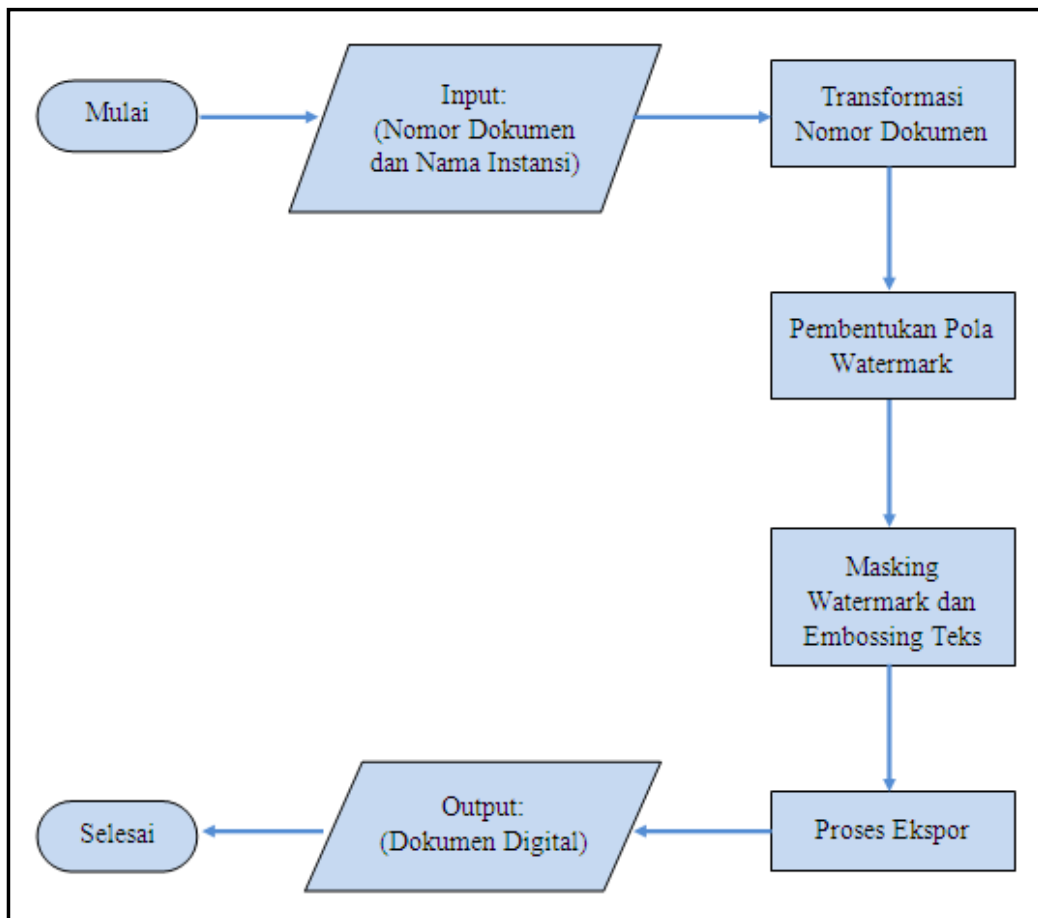 Mulai
Input:
(Nomor Dokumen
dan Nama Instansi)
Transformasi
Nomor Dokumen
Pembentukan Pola
Watermark
Masking
Watermark dan
Embossing Teks
Proses Ekspor
Output:
(Dokumen Digital)
Selesai